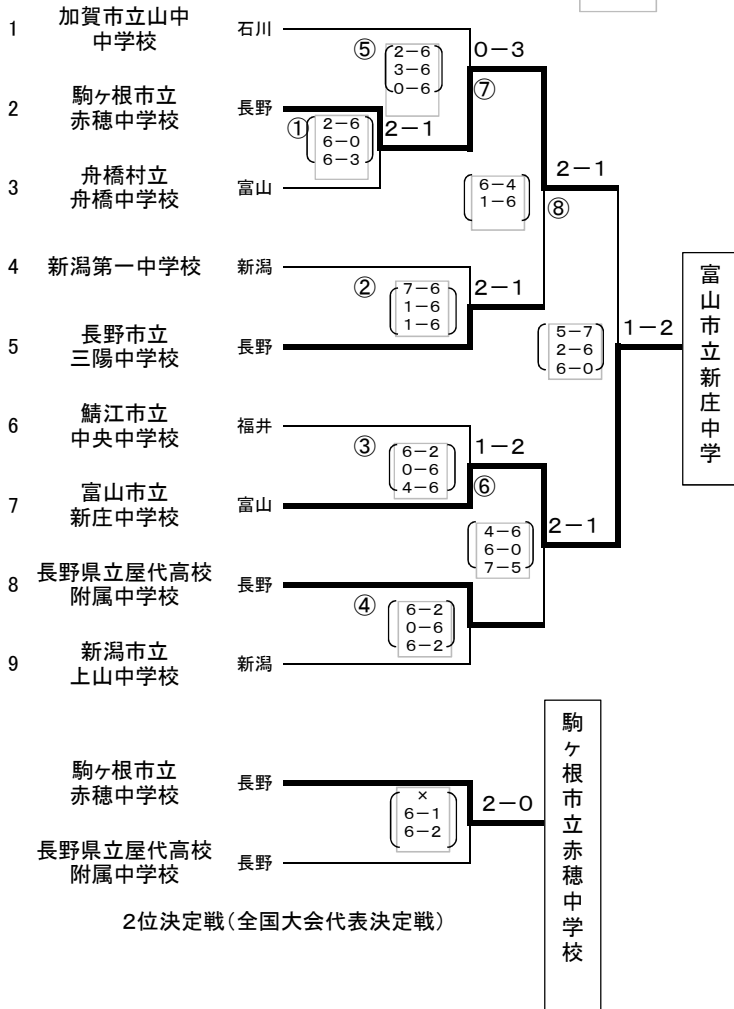 1 加賀市立山中
中学校 石川
⑤ 2－6
3－6
0－6
0－3
⑦
2 駒ヶ根市立
赤穂中学校 長野
① 2－6
6－0
6－3
2－1
3 舟橋村立
舟橋中学校 富山
6－4
1－6
2－1
⑧
4 新潟第一中学校 新潟
② 7－6
1－6
1－6
2－1
5 長野市立
三陽中学校 長野
5－7
2－6
6－0
1－2
富山市立新庄中学
6 鯖江市立
中央中学校 福井
③ 6－2
0－6
4－6
1－2
⑥
7 富山市立
新庄中学校 富山
4－6
6－0
7－5
2－1
8 長野県立屋代高校
附属中学校 長野
④ 6－2
0－6
6－2
9 新潟市立
上山中学校 新潟
駒ヶ根市立
赤穂中学校 長野
×
6－1
6－2
2－0
駒ヶ根市立赤穂中学校
長野県立屋代高校
附属中学校 長野
2位決定戦(全国大会代表決定戦)